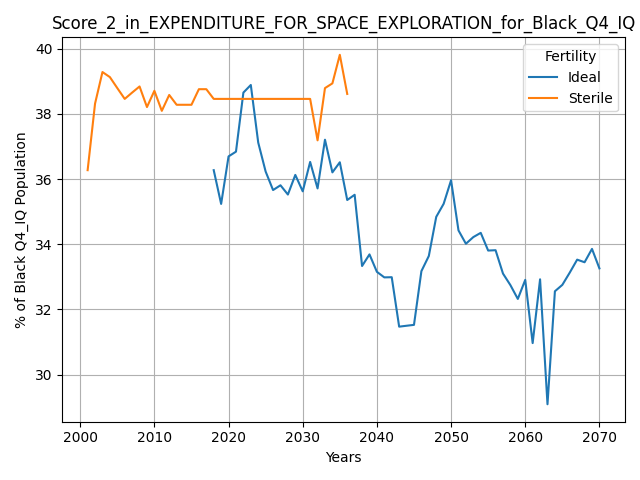 Score_2_in_EXPENDITURE_FOR_SPACE_EXPLORATION_for_Black_Q4_IQ
Fertility
Ideal
Sterile
% of Black Q4_IQ Population
40
38
36
34
32
30
2000 2010 2020 2030 2040 2050 2060 2070
Years